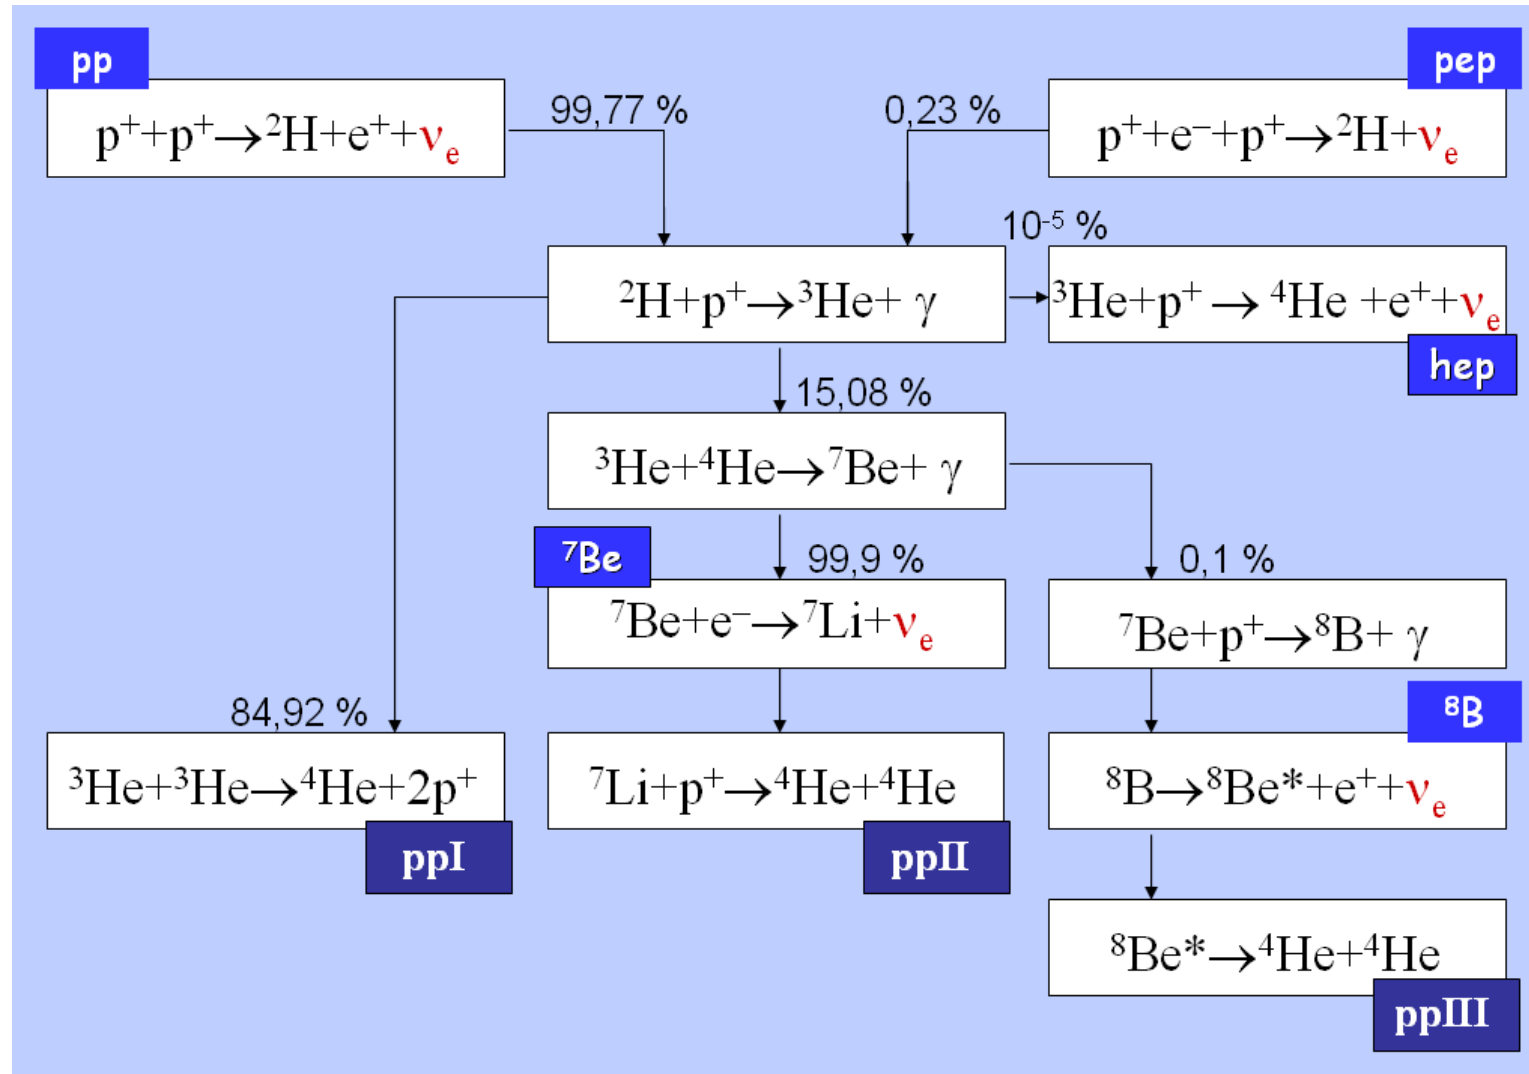 pp
p⁺+p⁺→²H+e⁺+νₑ
99,77 %
0,23 %
pep
p⁺+e⁻+p⁺→²H+νₑ
²H+p⁺→³He+ γ
10⁻⁵ %
³He+p⁺ → ⁴He +e⁺+νₑ
hep
15,08 %
³He+⁴He→⁷Be+ γ
⁷Be
99,9 %
⁷Be+e⁻→⁷Li+νₑ
0,1 %
⁷Be+p⁺→⁸B+ γ
84,92 %
³He+³He→⁴He+2p⁺
ppI
⁷Li+p⁺→⁴He+⁴He
ppII
⁸B
⁸B→⁸Be*+e⁺+νₑ
⁸Be*→⁴He+⁴He
ppIII